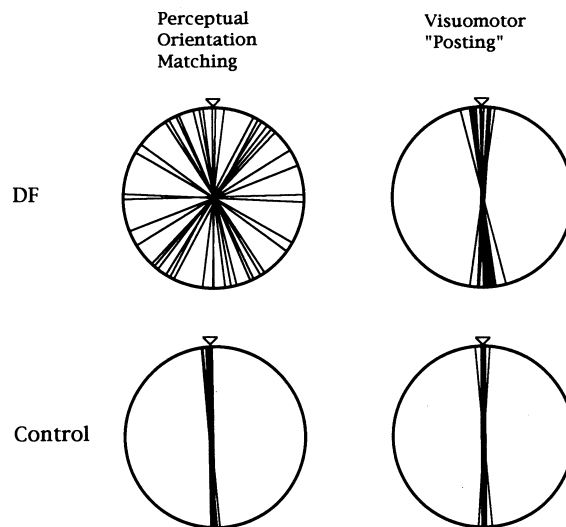 Perceptual
Orientation
Matching
Visuomotor
"Posting"
DF
Control